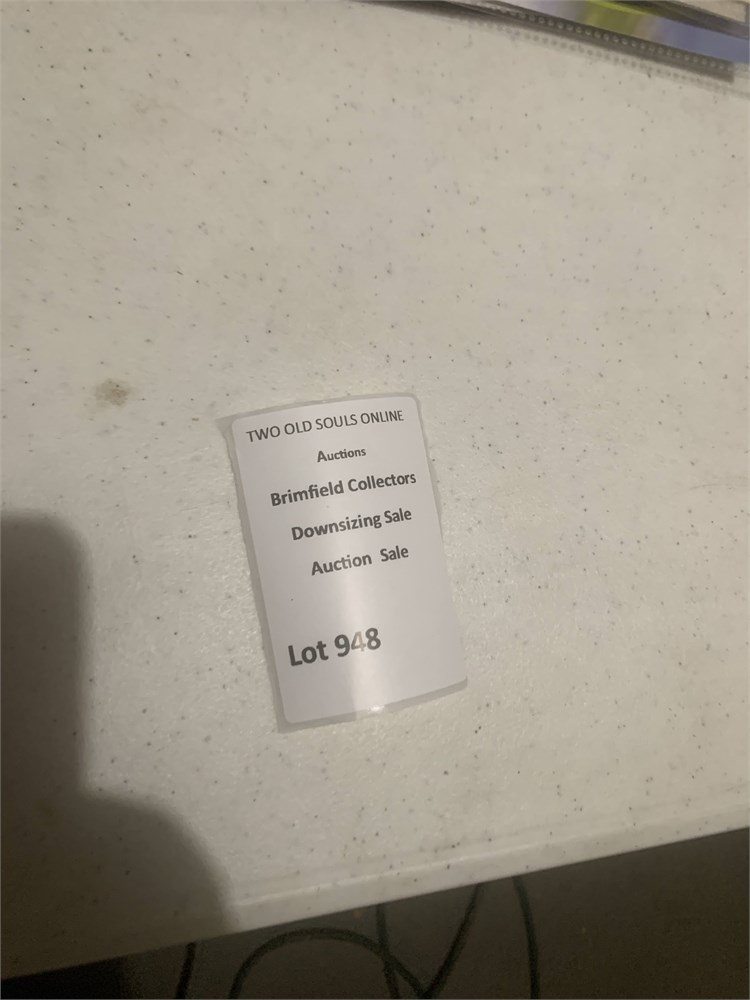 TWO OLD SOULS ONLINE
Auctions
Brimfield Collectors
Downsizing Sale
Auction Sale
Lot 948